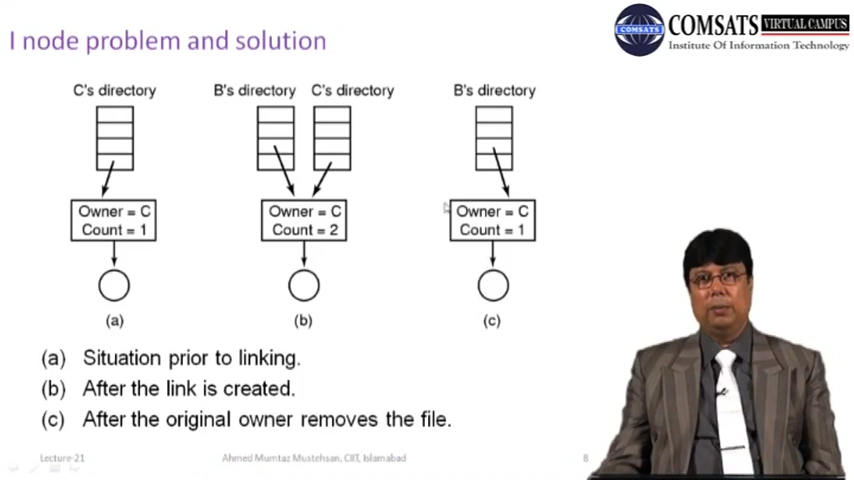 I node problem and solution
COMSATS
COMSATS VIRTUAL CAMPUS
Institute Of Information Technology
C's directory
B's directory C's directory
B's directory
Owner = C
Count = 1
Owner = C
Count = 2
Owner = C
Count = 1
(a)
(b)
(c)
(a) Situation prior to linking.
(b) After the link is created.
(c) After the original owner removes the file.
Lecture-21
Ahmed Mumtaz Mustehsan, CIIT, Islamabad
8